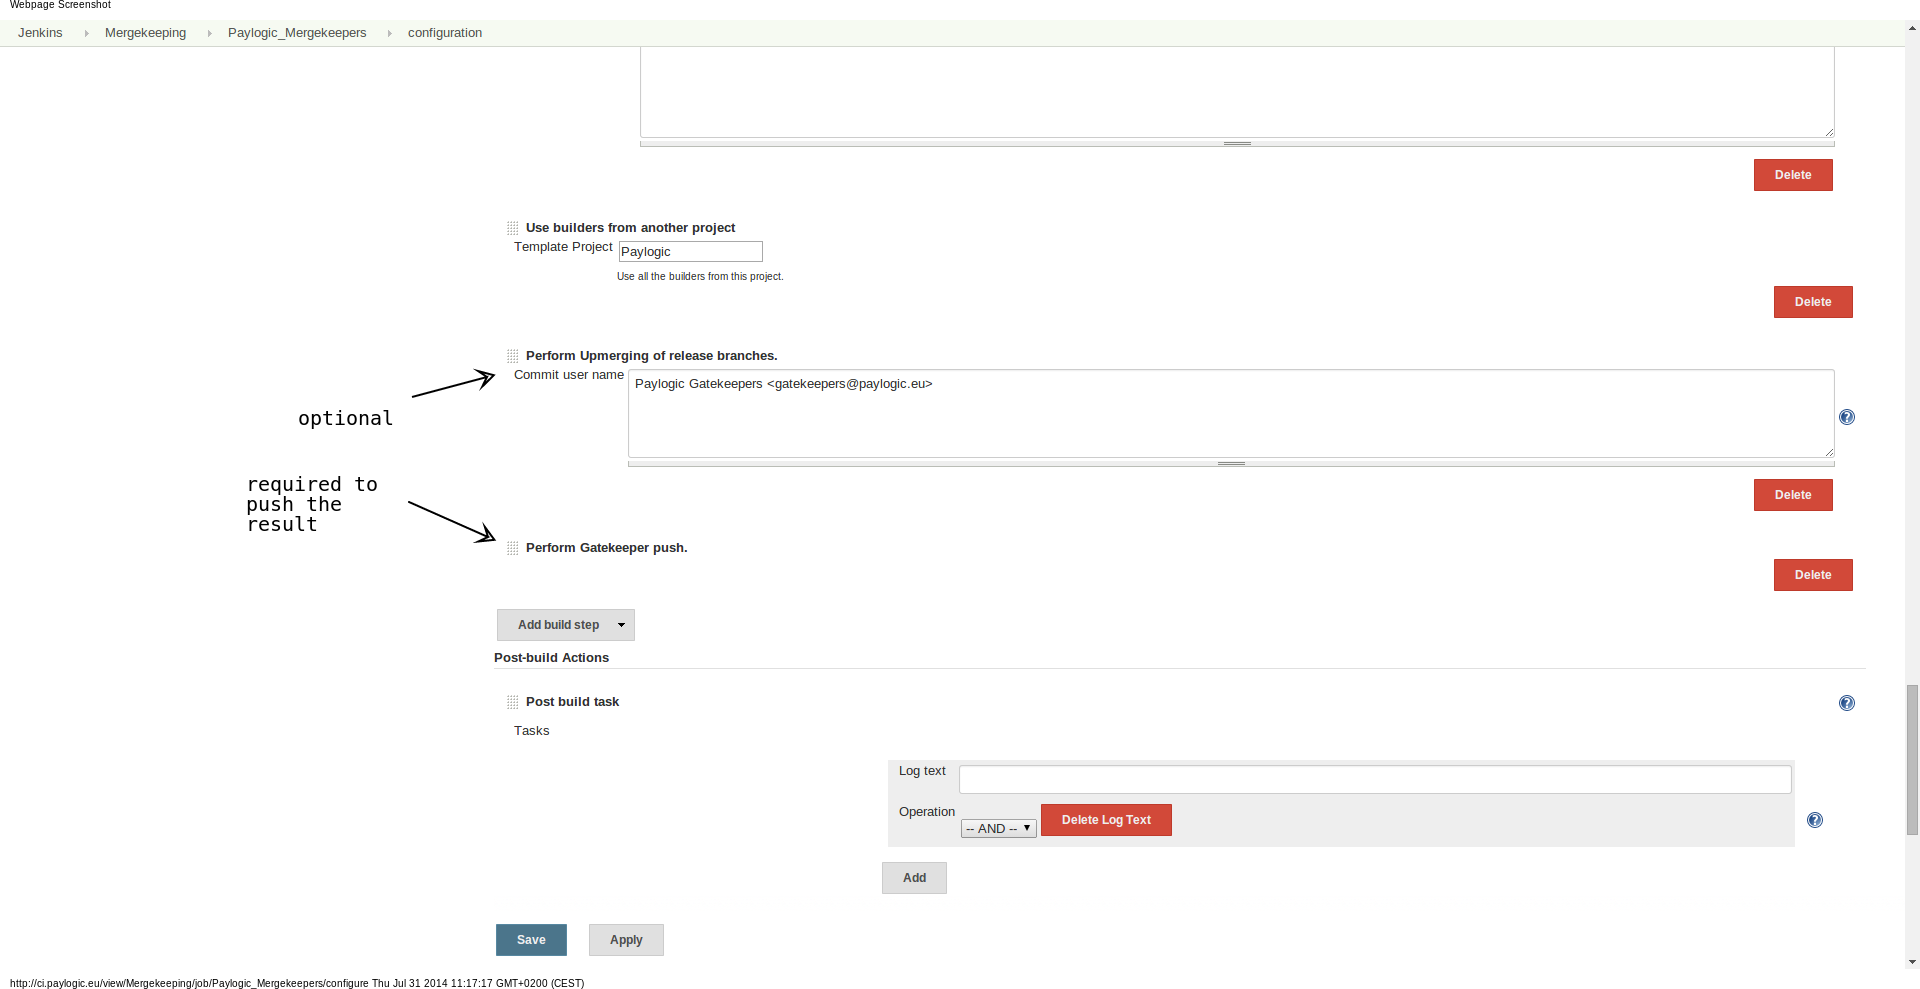 Webpage Screenshot
Jenkins Mergekeeping Paylogic_Mergekeepers configuration
Delete
Use builders from another project
Template Project Paylogic
Use all the builders from this project.
Delete
Perform Upmerging of release branches.
Commit user name Paylogic Gatekeepers <gatekeepers@paylogic.eu>
optional
Delete
required to
push the
result
Perform Gatekeeper push.
Delete
Add build step
Post-build Actions
Post build task
Tasks
Log text
Operation -- AND -- Delete Log Text
Add
Save Apply
http://ci.paylogic.eu/view/Mergekeeping/job/Paylogic_Mergekeepers/configure Thu Jul 31 2014 11:17:17 GMT+0200 (CEST)